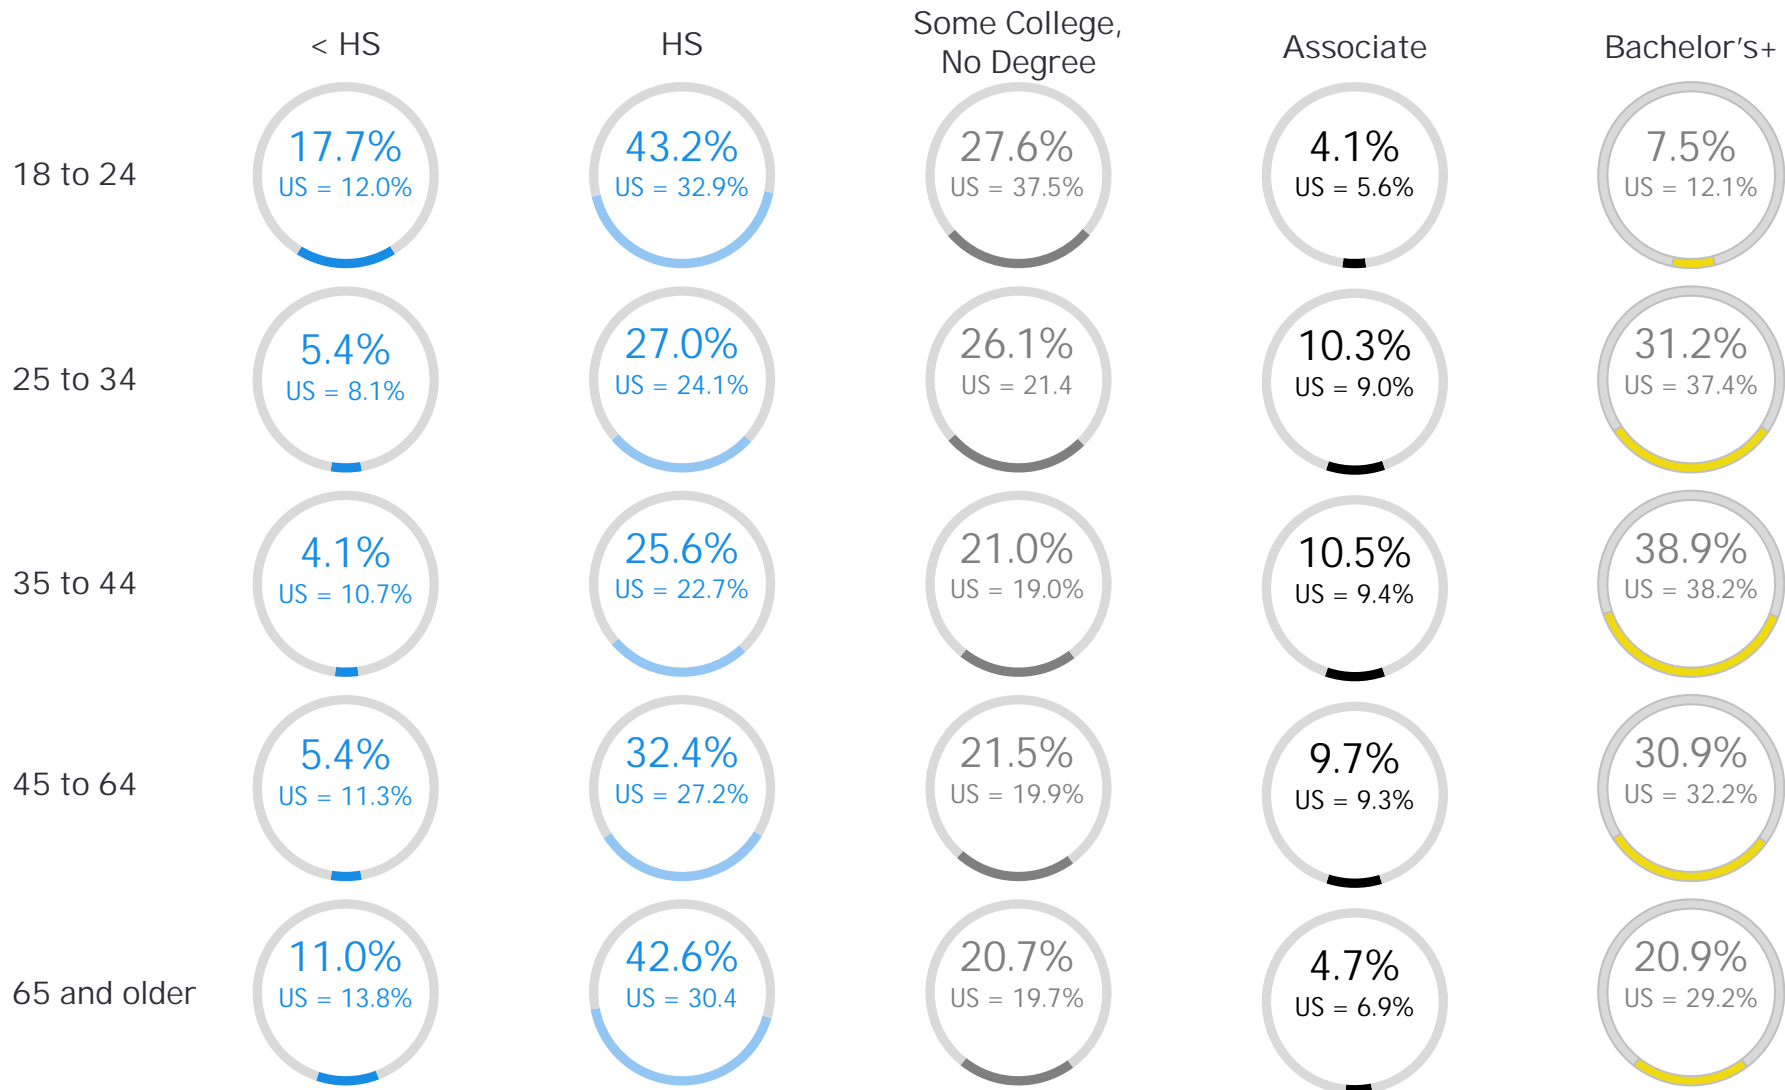 < HS
HS
Some College,
No Degree
Associate
Bachelor's+
18 to 24
17.7%
US = 12.0%
43.2%
US = 32.9%
27.6%
US = 37.5%
4.1%
US = 5.6%
7.5%
US = 12.1%
25 to 34
5.4%
US = 8.1%
27.0%
US = 24.1%
26.1%
US = 21.4
10.3%
US = 9.0%
31.2%
US = 37.4%
35 to 44
4.1%
US = 10.7%
25.6%
US = 22.7%
21.0%
US = 19.0%
10.5%
US = 9.4%
38.9%
US = 38.2%
45 to 64
5.4%
US = 11.3%
32.4%
US = 27.2%
21.5%
US = 19.9%
9.7%
US = 9.3%
30.9%
US = 32.2%
65 and older
11.0%
US = 13.8%
42.6%
US = 30.4
20.7%
US = 19.7%
4.7%
US = 6.9%
20.9%
US = 29.2%